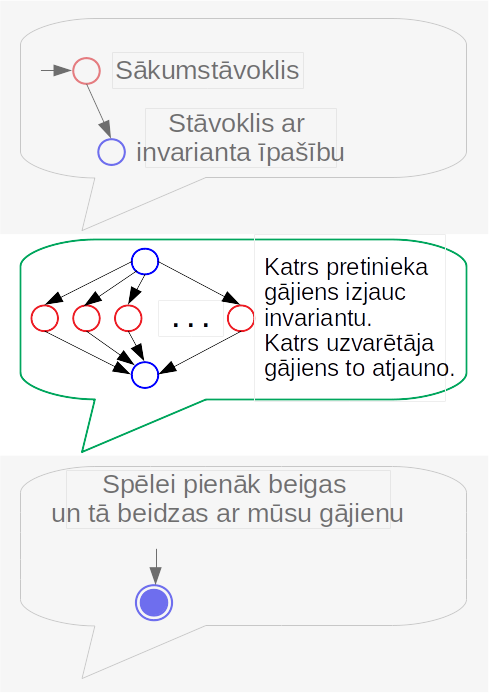 Sākumstāvoklis
Stāvoklis ar
invarianta īpašību
Katrs pretinieka
gājiens izjauc
invariantu.
Katrs uzvarētāja
gājiens to atjauno.
...
Spēlei pienāk beigas
un tā beidzas ar mūsu gājienu